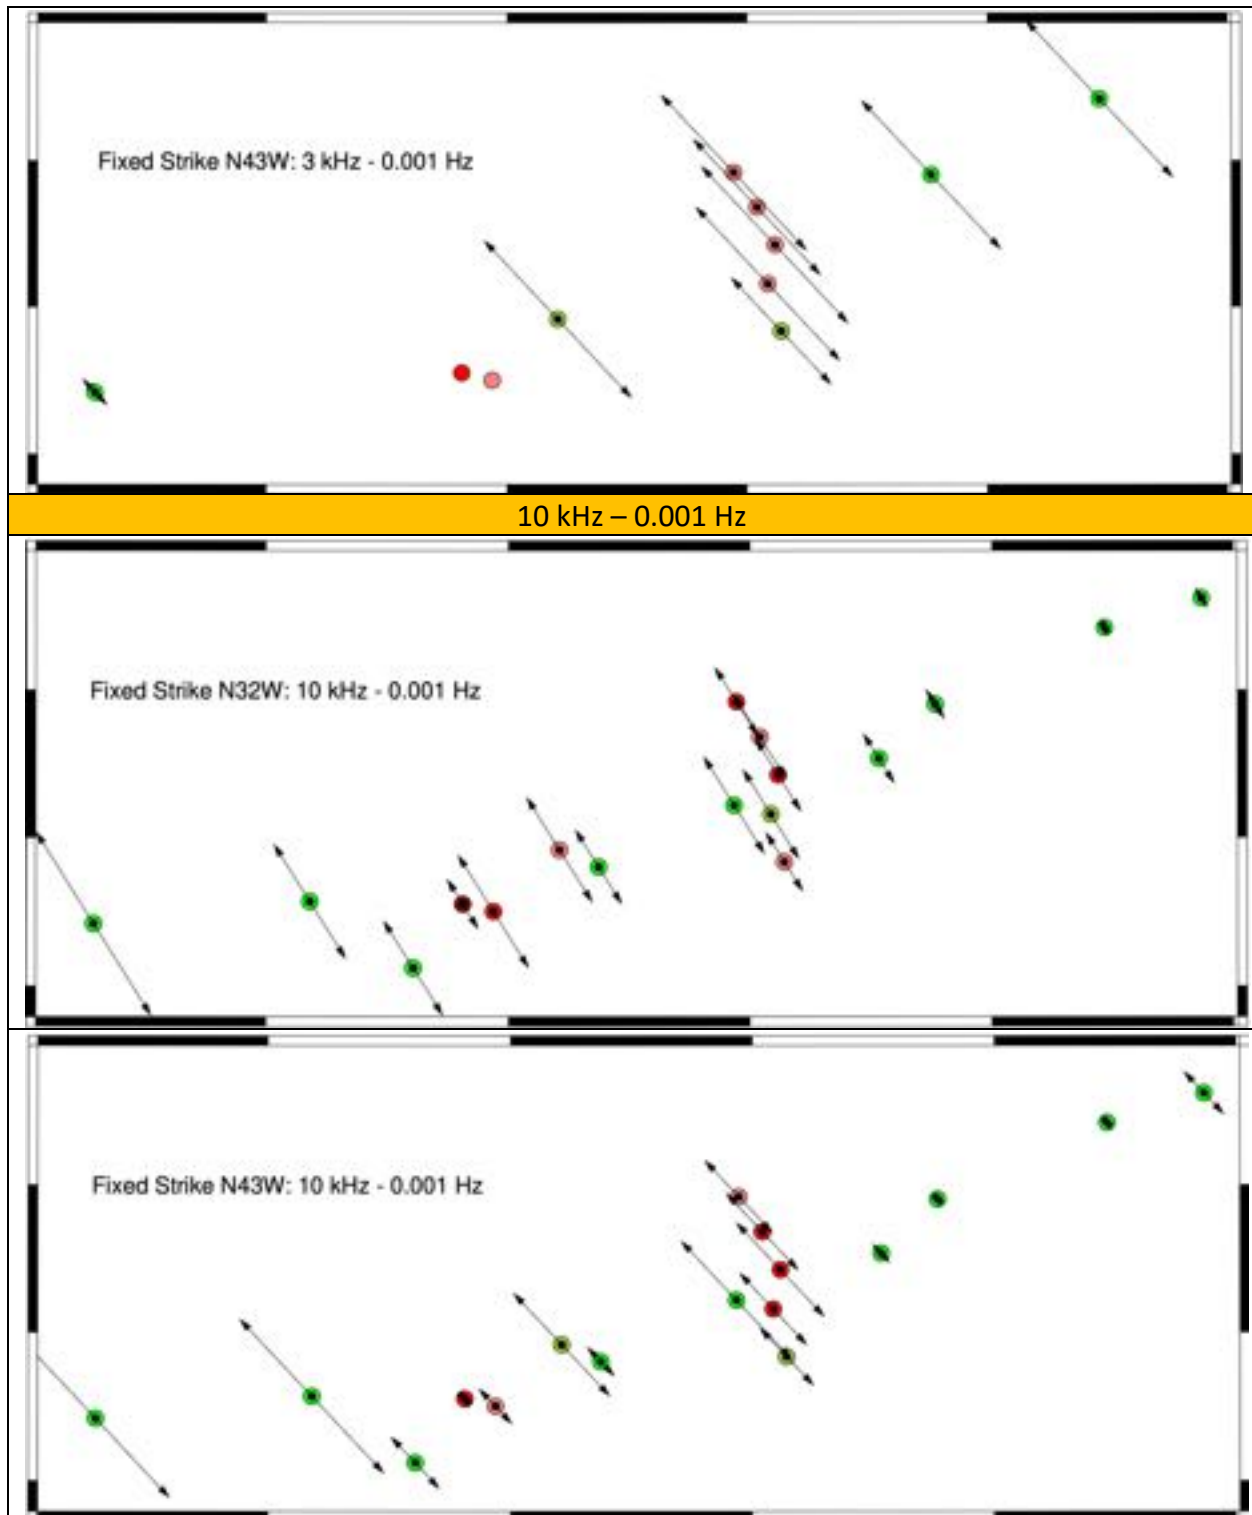 Fixed Strike N43W: 3 kHz - 0.001 Hz
10 kHz – 0.001 Hz
Fixed Strike N32W: 10 kHz - 0.001 Hz
Fixed Strike N43W: 10 kHz - 0.001 Hz